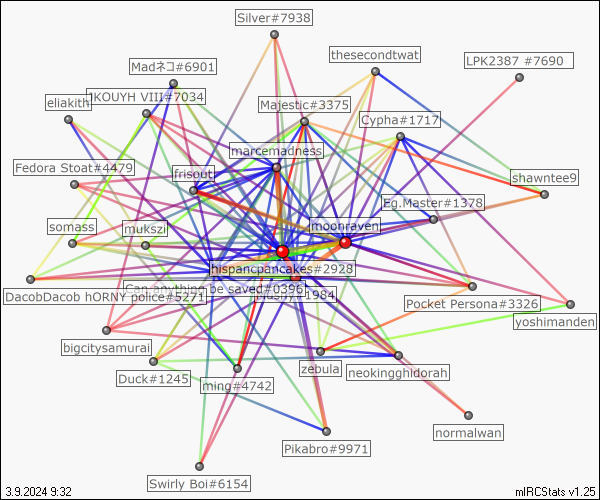 Silver#7938
thesecondtwat
LPK2387 #7690
Madネコ#6901
eliakith
IKOUYH VIII#7034
Majestic#3375
Cypha#1717
marcemadness
Fedora Stoat#4479
frisout
shawntee9
Eg.Master#1378
somass
mukszi
moonraven
hispancpancakes#2928
DacobDacob hORNY police#5271
Can anything be saved#0396
#1984
Pocket Persona#3326
yoshimanden
bigcitysamurai
zebula
neokingghidorah
Duck#1245
ming#4742
normalwan
Pikabro#9971
Swirly Boi#6154
3.9.2024 9:32
mIRCStats v1.25